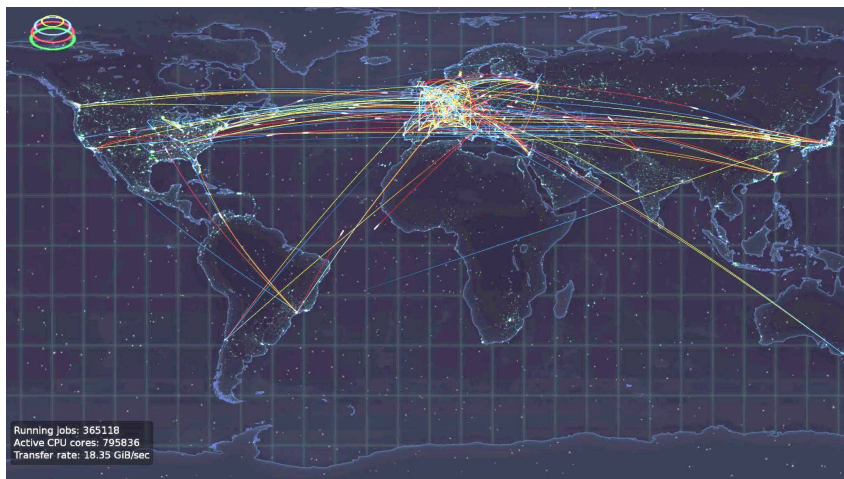 Running jobs: 365118
Active CPU cores: 795836
Transfer rate: 18.35 GiB/sec